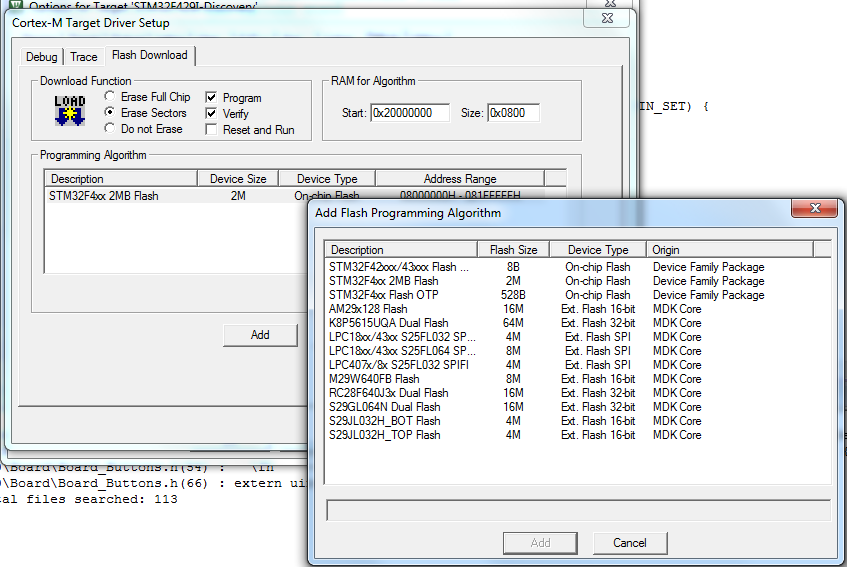 Options for Target 'STM32F429I-Discovery'
Cortex-M Target Driver Setup
Debug Trace Flash Download
Download Function
LOAD
Erase Full Chip Program
Erase Sectors Verify
Do not Erase Reset and Run
RAM for Algorithm
Start: 0x20000000 Size: 0x0800
IN_SET) {
Programming Algorithm
Description Device Size Device Type Address Range
STM32F4xx 2MB Flash 2M On-chip Flash 08000000H - 081FFFFFH
Add
Add Flash Programming Algorithm
Description Flash Size Device Type Origin
STM32F42xxx/43xxx Flash ... 8B On-chip Flash Device Family Package
STM32F4xx 2MB Flash 2M On-chip Flash Device Family Package
STM32F4xx Flash OTP 528B On-chip Flash Device Family Package
AM29x128 Flash 16M Ext. Flash 16-bit MDK Core
K8P5615UQA Dual Flash 64M Ext. Flash 32-bit MDK Core
LPC18xx/43xx S25FL032 SP... 4M Ext. Flash SPI MDK Core
LPC18xx/43xx S25FL064 SP... 8M Ext. Flash SPI MDK Core
LPC407x/8x S25FL032 SPIFI 4M Ext. Flash SPI MDK Core
M29W640FB Flash 8M Ext. Flash 16-bit MDK Core
RC28F640J3x Dual Flash 16M Ext. Flash 32-bit MDK Core
S29GL064N Dual Flash 16M Ext. Flash 32-bit MDK Core
S29JL032H_BOT Flash 4M Ext. Flash 16-bit MDK Core
S29JL032H_TOP Flash 4M Ext. Flash 16-bit MDK Core
Add Cancel
\Board\Board_Buttons.h(54) : \in
\Board\Board_Buttons.h(66) : extern ui
tal files searched: 113